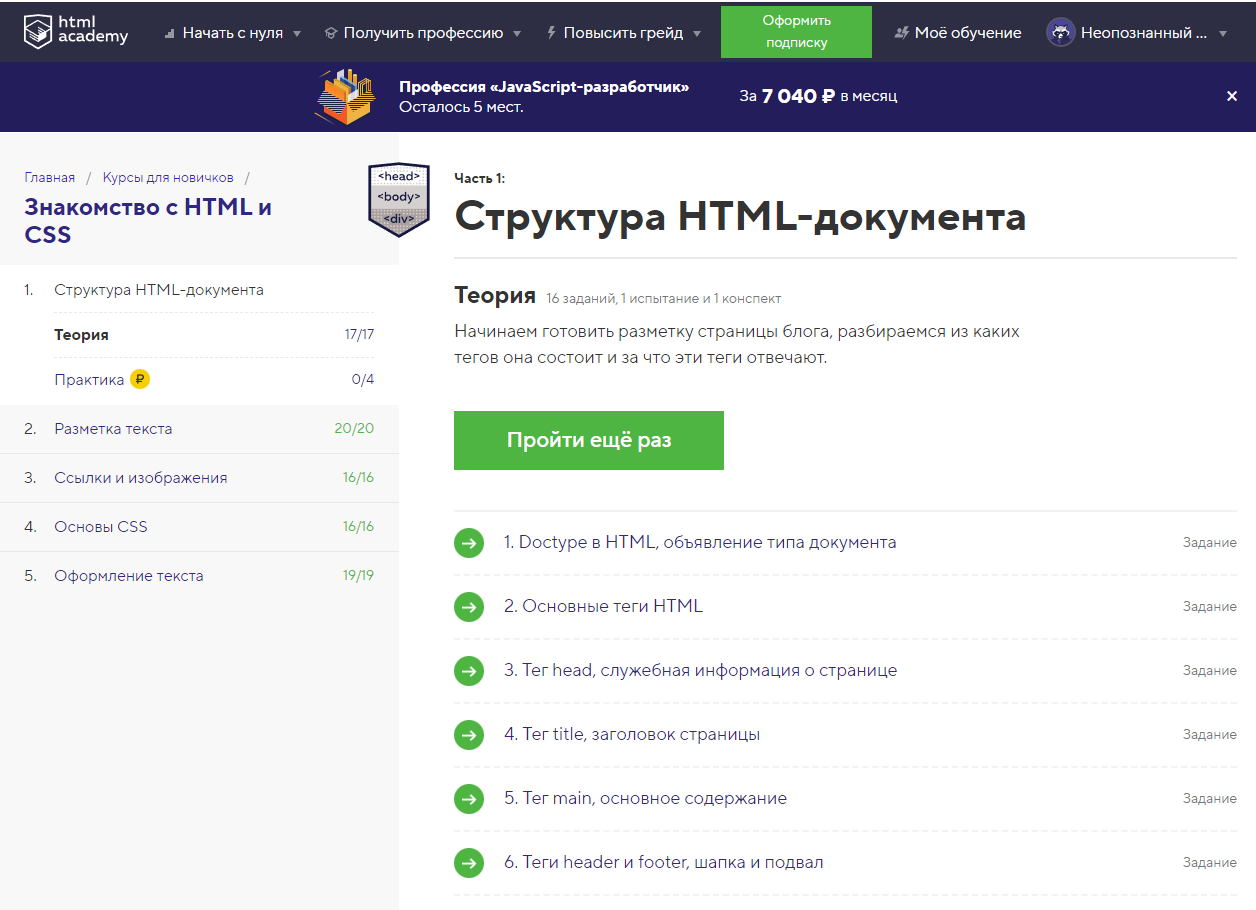 html
academy
Начать с нуля
Получить профессию
Повысить грейд
Оформить
подписку
Моё обучение
Неопознанный ...
Профессия «JavaScript-разработчик»
Осталось 5 мест.
За 7 040 ₽ в месяц
Главная / Курсы для новичков /
Знакомство с HTML и
CSS
<head>
<body>
<div>
1. Структура HTML-документа
Теория 17/17
Практика ₽ 0/4
2. Разметка текста 20/20
3. Ссылки и изображения 16/16
4. Основы CSS 16/16
5. Оформление текста 19/19
Часть 1:
Структура HTML-документа
Теория 16 заданий, 1 испытание и 1 конспект
Начинаем готовить разметку страницы блога, разбираемся из каких
тегов она состоит и за что эти теги отвечают.
Пройти ещё раз
1. Doctype в HTML, объявление типа документа Задание
2. Основные теги HTML Задание
3. Тег head, служебная информация о странице Задание
4. Тег title, заголовок страницы Задание
5. Тег main, основное содержание Задание
6. Теги header и footer, шапка и подвал Задание